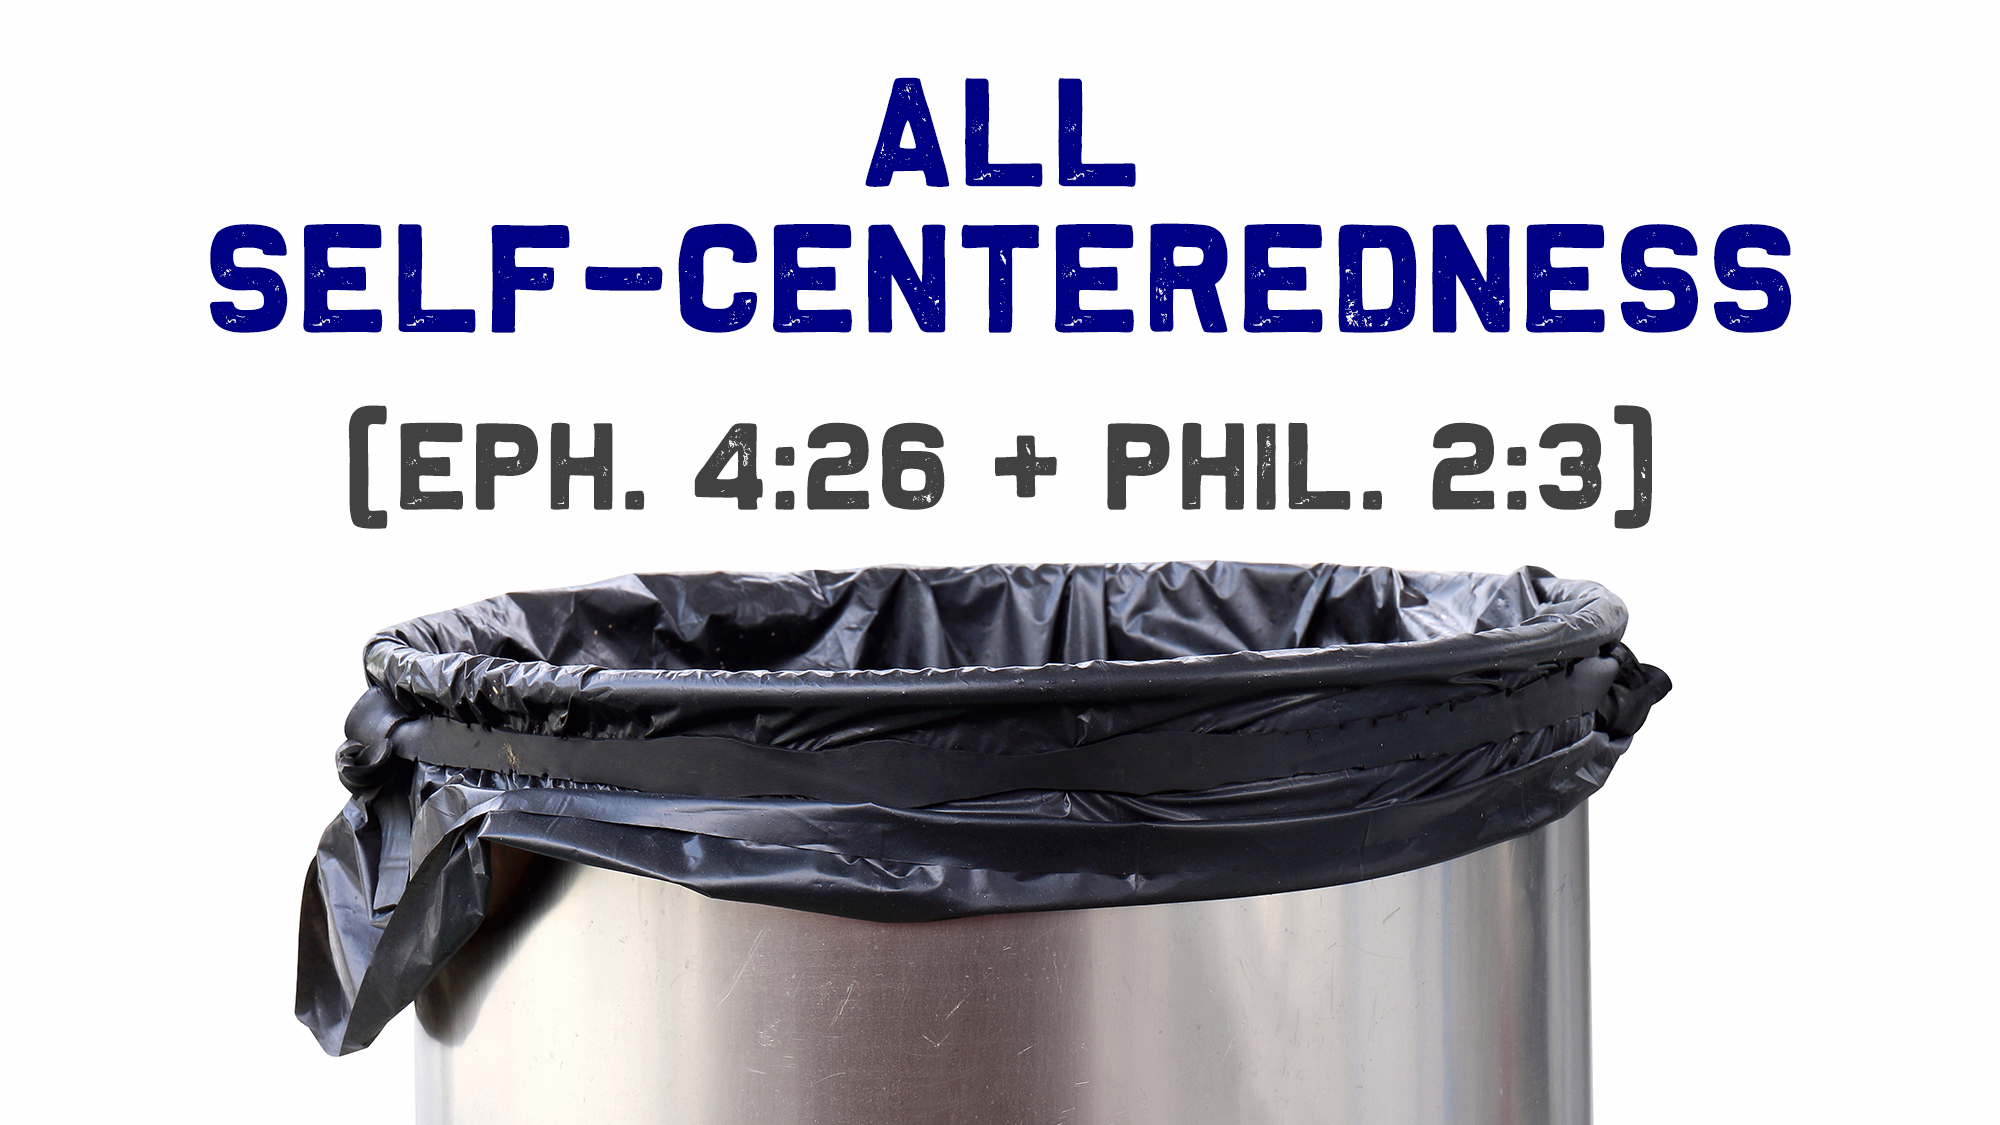 ALL
SELF-CENTEREDNESS
[EPH. 4:26 + PHIL. 2:3]